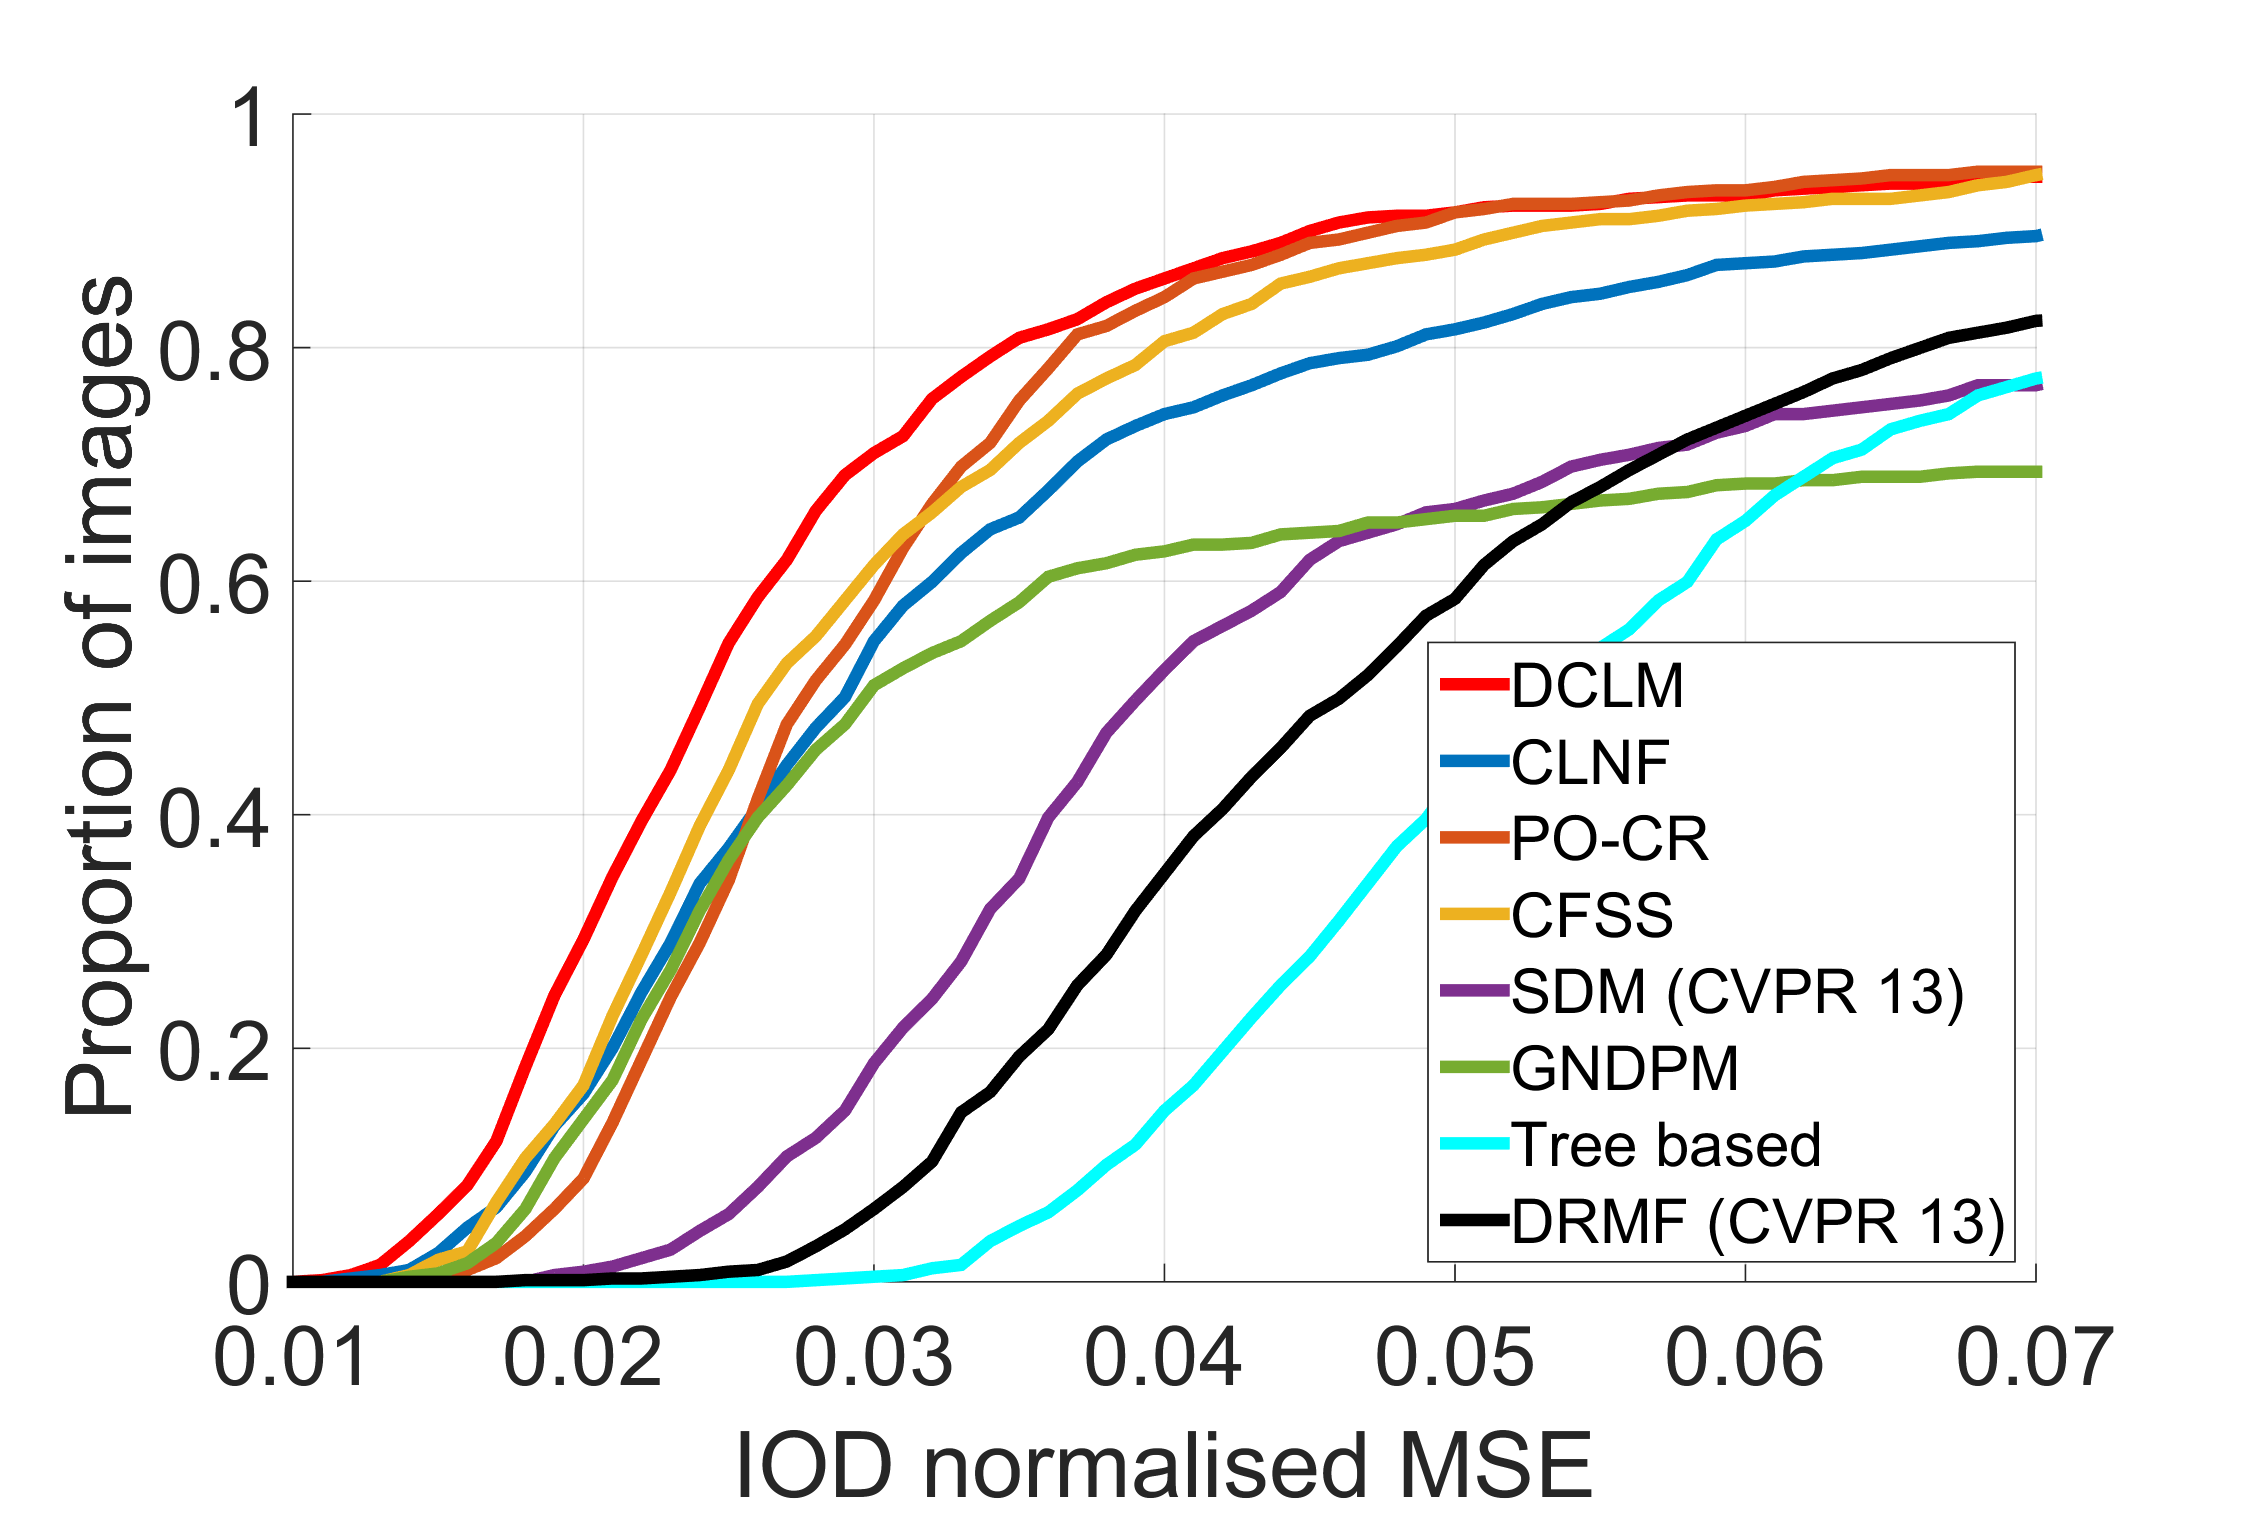 Proportion of images
1
0.8
0.6
0.4
0.2
0
0.01 0.02 0.03 0.04 0.05 0.06 0.07
IOD normalised MSE
DCLM
CLNF
PO-CR
CFSS
SDM (CVPR 13)
GNDPM
Tree based
DRMF (CVPR 13)